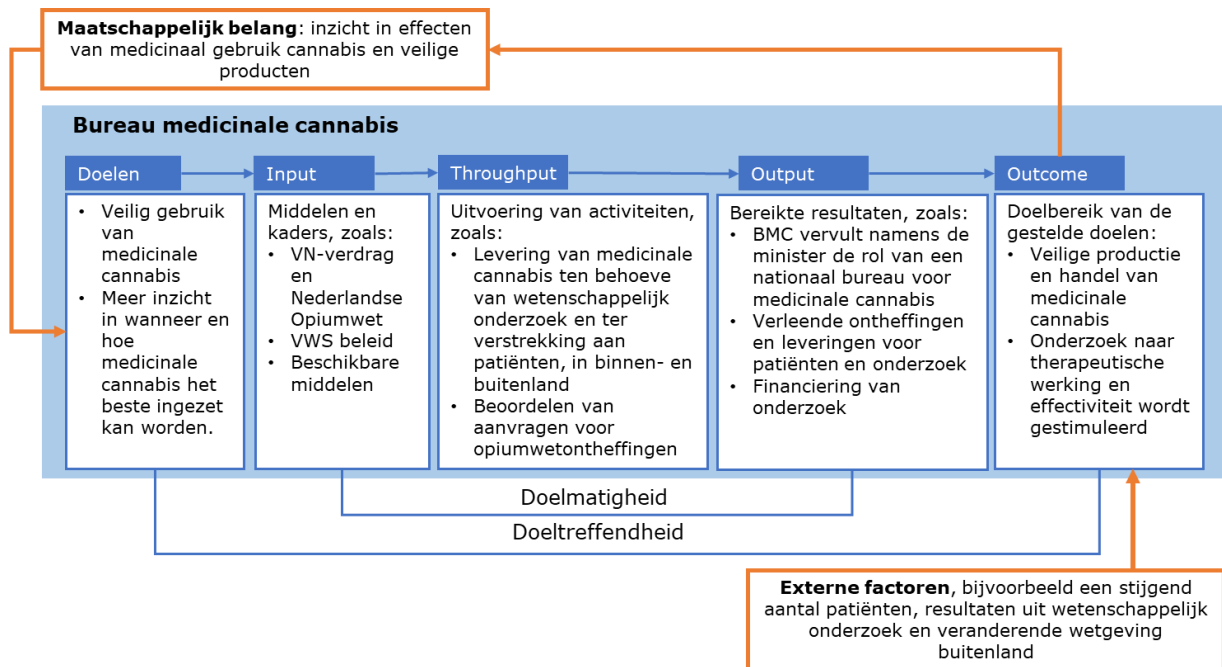 Maatschappelijk belang: inzicht in effecten
van medicinaal gebruik cannabis en veilige
producten
Bureau medicinale cannabis
Doelen
• Veilig gebruik
van
medicinale
cannabis
• Meer inzicht
in wanneer en
hoe
medicinale
cannabis het
beste ingezet
kan worden.
Input
Middelen en
kaders, zoals:
• VN-verdrag
en
Nederlandse
Opiumwet
• VWS beleid
• Beschikbare
middelen
Throughput
Uitvoering van activiteiten,
zoals:
• Levering van medicinale
cannabis ten behoeve
van wetenschappelijk
onderzoek en ter
verstrekking aan
patiënten, in binnen- en
buitenland
• Beoordelen van
aanvragen voor
opiumwetontheffingen
Output
Bereikte resultaten, zoals:
• BMC vervult namens de
minister de rol van een
nationaal bureau voor
medicinale cannabis
• Verleende ontheffingen
en leveringen voor
patiënten en onderzoek
• Financiering van
onderzoek
Outcome
Doelbereik van de
gestelde doelen:
• Veilige productie
en handel van
medicinale
cannabis
• Onderzoek naar
therapeutische
werking en
effectiviteit wordt
gestimuleerd
Doelmatigheid
Doeltreffendheid
Externe factoren, bijvoorbeeld een stijgend
aantal patiënten, resultaten uit wetenschappelijk
onderzoek en veranderende wetgeving
buitenland